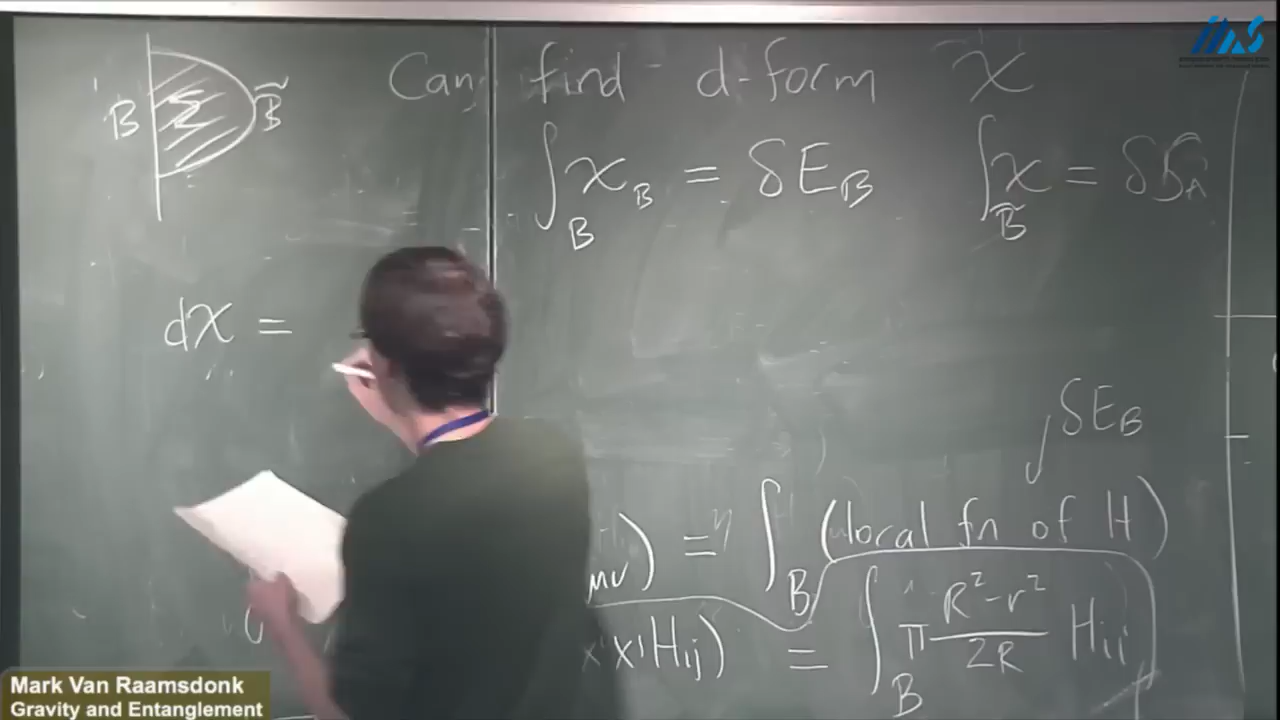 Can find d-form χ
B Σ B̃
∫_B χ_B = δE_B ∫_B̃ χ = δS_A
dχ =
δE_B
) = ∫_B (local fn of H)
x'x'H_ij) = ∫_B π (R²-r²)/2R H_ii
Mark Van Raamsdonk
Gravity and Entanglement